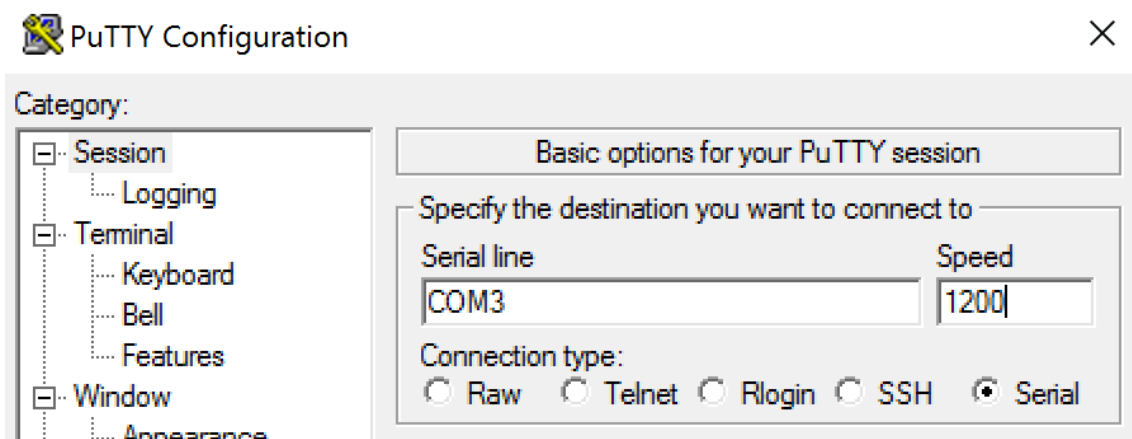 PuTTY Configuration
Category:
Session
Logging
Terminal
Keyboard
Bell
Features
Window
Appearance
Basic options for your PuTTY session
Specify the destination you want to connect to
Serial line
Speed
COM3
1200
Connection type:
Raw
Telnet
Rlogin
SSH
Serial